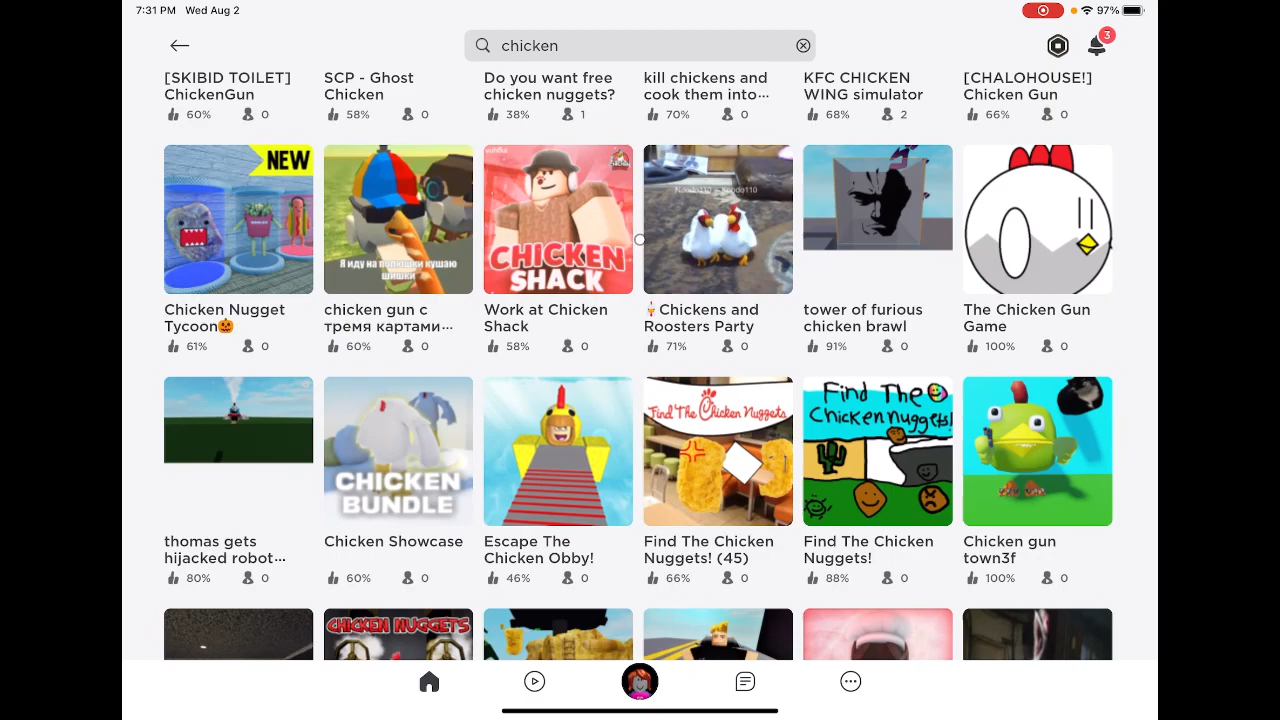 7:31 PM Wed Aug 2
97%
chicken
3
[SKIBID TOILET] ChickenGun
60% 0
SCP - Ghost Chicken
58% 0
Do you want free chicken nuggets?
38% 1
kill chickens and cook them into...
70% 0
KFC CHICKEN WING simulator
68% 2
[CHALOHOUSE!] Chicken Gun
66% 0
NEW
Я иду на полюшки кушаю
шишки
CHICKEN
SHACK
Chicken Nugget Tycoon🎃
61% 0
chicken gun с тремя картами...
60% 0
Work at Chicken Shack
58% 0
🐓Chickens and Roosters Party
71% 0
tower of furious chicken brawl
91% 0
The Chicken Gun Game
100% 0
CHICKEN
BUNDLE
Find The Chicken Nuggets
Find The
Chicken nuggets!
thomas gets hijacked robot...
80% 0
Chicken Showcase
60% 0
Escape The Chicken Obby!
46% 0
Find The Chicken Nuggets! (45)
66% 0
Find The Chicken Nuggets!
88% 0
Chicken gun town3f
100% 0
CHICKEN NUGGETS